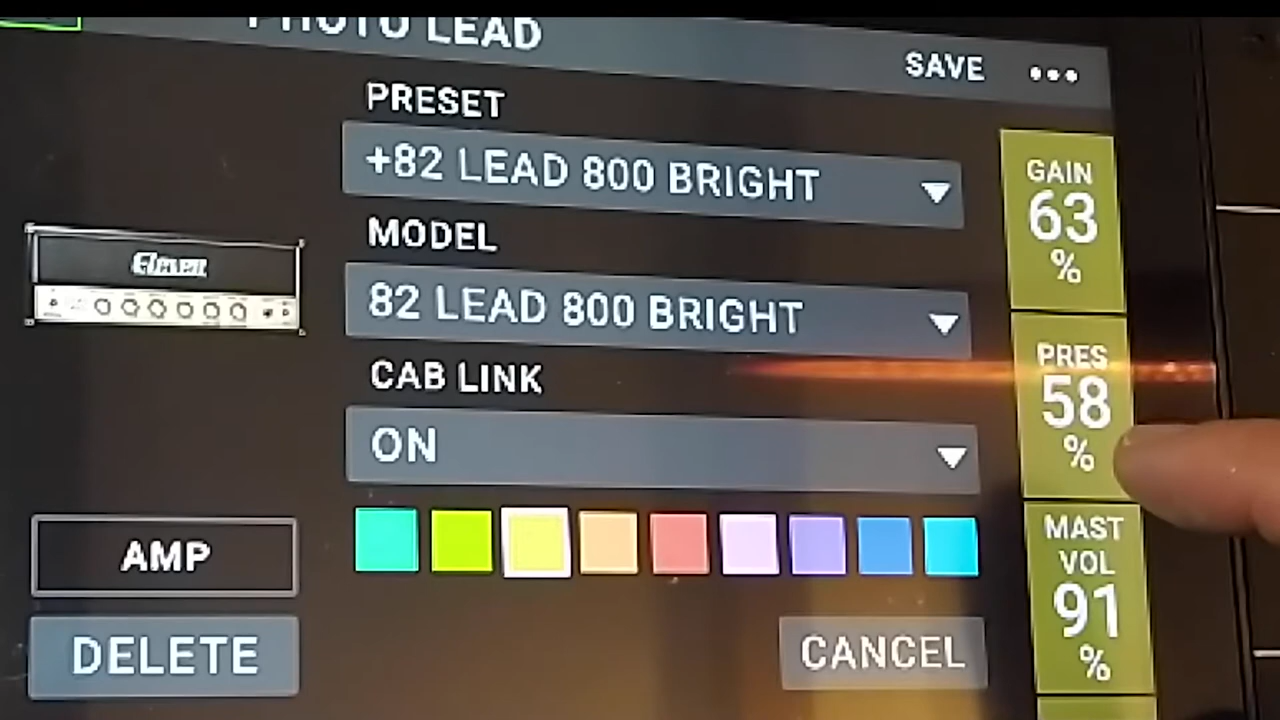 PHOTO LEAD
SAVE
PRESET
+82 LEAD 800 BRIGHT
MODEL
82 LEAD 800 BRIGHT
CAB LINK
ON
AMP
DELETE
CANCEL
GAIN
63
%
PRES
58
%
MAST
VOL
91
%